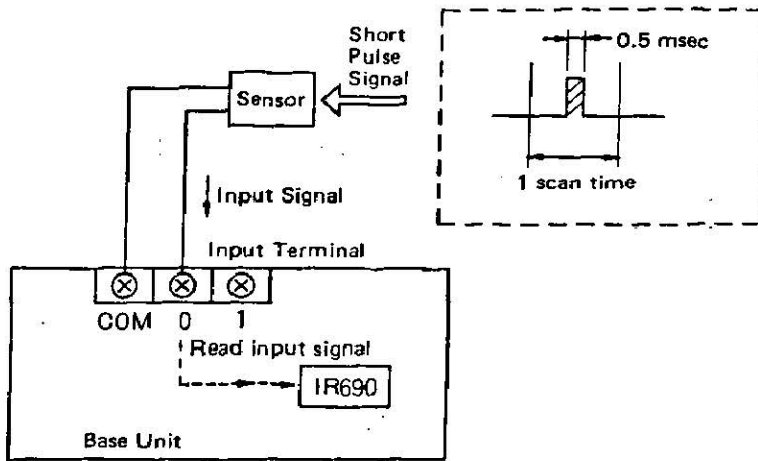 Short
Pulse
Signal
0.5 msec
Sensor
1 scan time
Input Signal
Input Terminal
COM 0 1
Read input signal
IR690
Base Unit